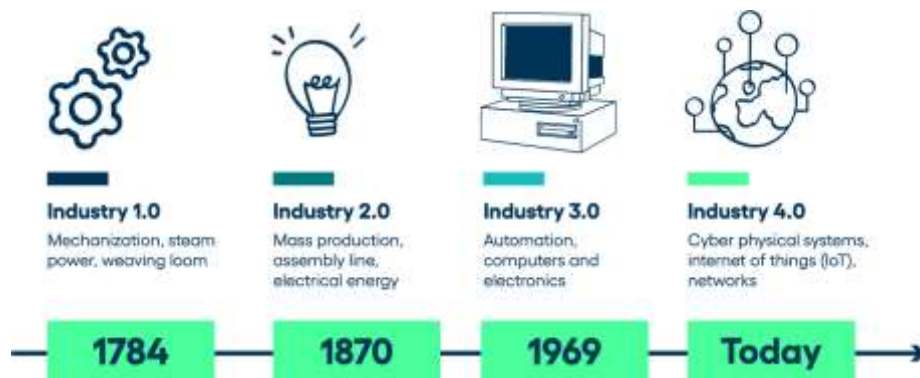 Industry 1.0
Mechanization, steam
power, weaving loom
Industry 2.0
Mass production,
assembly line,
electrical energy
Industry 3.0
Automation,
computers and
electronics
Industry 4.0
Cyber physical systems,
internet of things (IoT),
networks
1784
1870
1969
Today